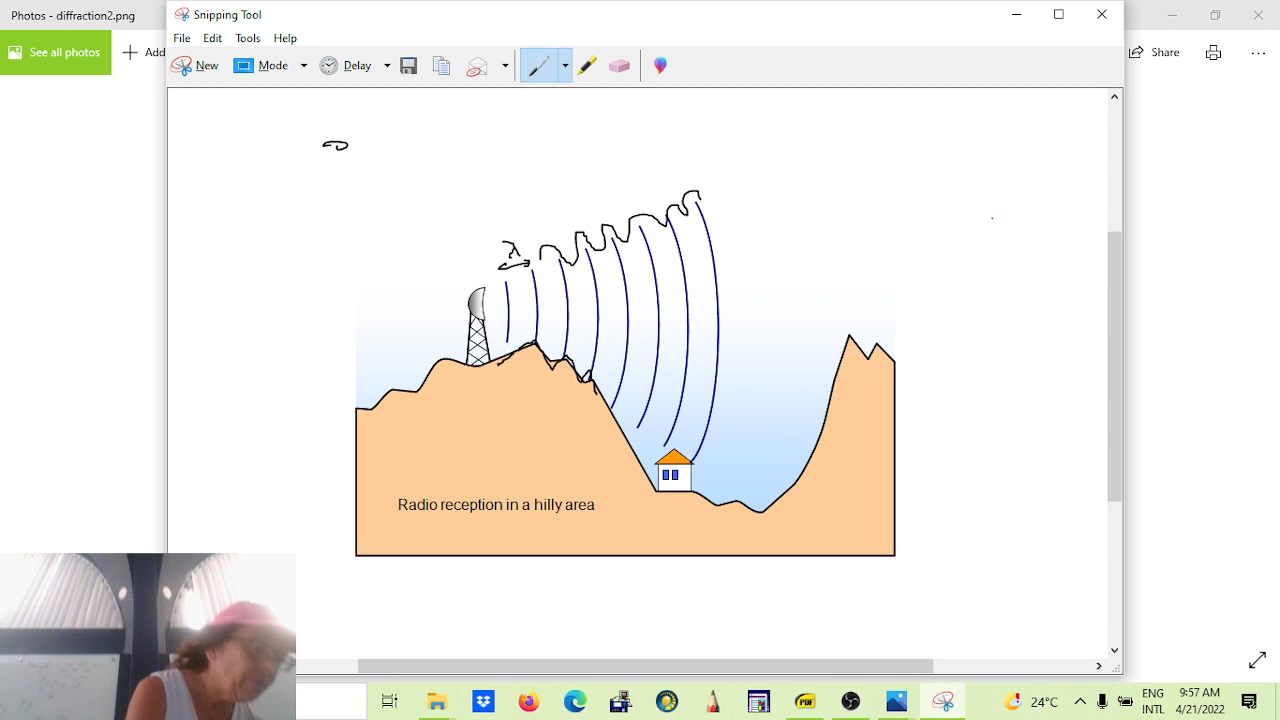 Photos - diffraction2.png
Snipping Tool
File Edit Tools Help
See all photos
Add
New Mode Delay
Share
λ
Radio reception in a hilly area
PDF
24°C
ENG
INTL
9:57 AM
4/21/2022